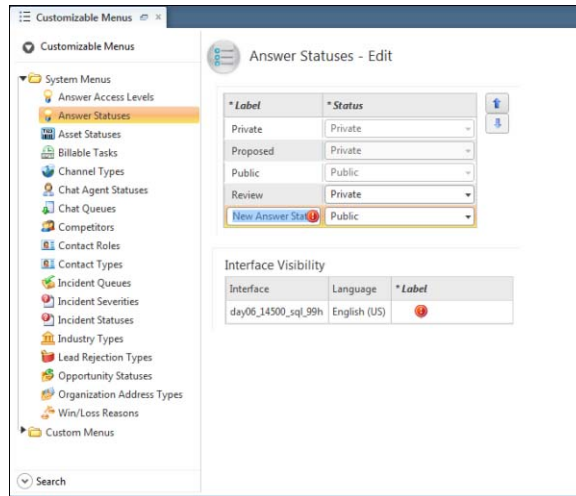 Customizable Menus
Customizable Menus
System Menus
Answer Access Levels
Answer Statuses
Asset Statuses
Billable Tasks
Channel Types
Chat Agent Statuses
Chat Queues
Competitors
Contact Roles
Contact Types
Incident Queues
Incident Severities
Incident Statuses
Industry Types
Lead Rejection Types
Opportunity Statuses
Organization Address Types
Win/Loss Reasons
Custom Menus
Search
Answer Statuses - Edit
* Label * Status
Private Private
Proposed Private
Public Public
Review Private
New Answer Stat Public
Interface Visibility
Interface Language * Label
day06_14500_sql_99h English (US)